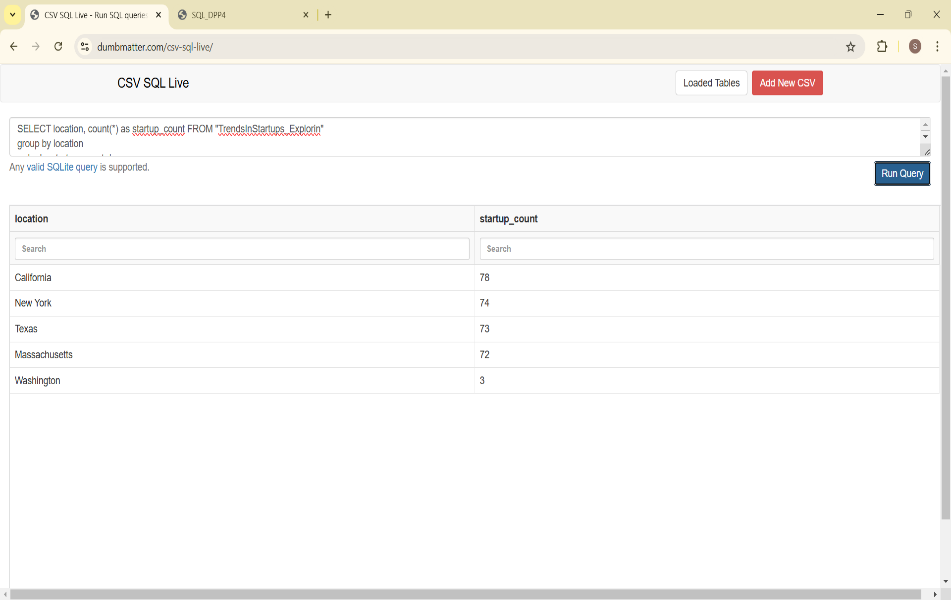 CSV SQL Live - Run SQL querie
SQL_DPP4
dumbmatter.com/csv-sql-live/
S
CSV SQL Live
Loaded Tables
Add New CSV
SELECT location, count(*) as startup_count FROM "TrendsInStartups_Explorin"
group by location
Any valid SQLite query is supported.
Run Query
location startup_count
Search Search
California 78
New York 74
Texas 73
Massachusetts 72
Washington 3